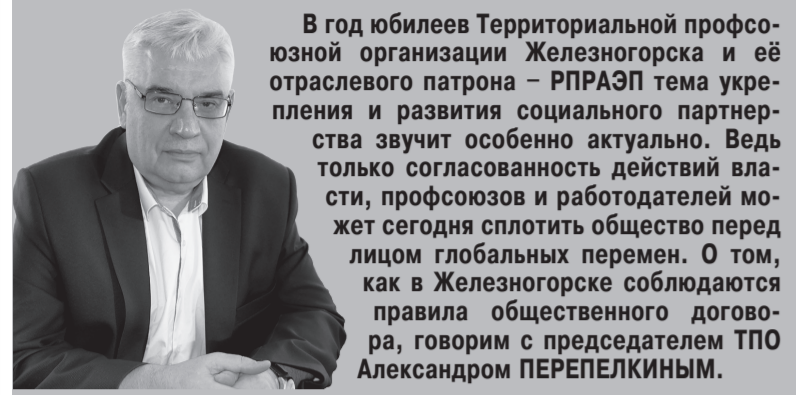 В год юбилеев Территориальной профсо-
юзной организации Железногорска и её
отраслевого патрона – РПРАЭП тема укре-
пления и развития социального партнер-
ства звучит особенно актуально. Ведь
только согласованность действий вла-
сти, профсоюзов и работодателей мо-
жет сегодня сплотить общество перед
лицом глобальных перемен. О том,
как в Железногорске соблюдаются
правила общественного догово-
ра, говорим с председателем ТПО
Александром ПЕРЕПЕЛКИНЫМ.